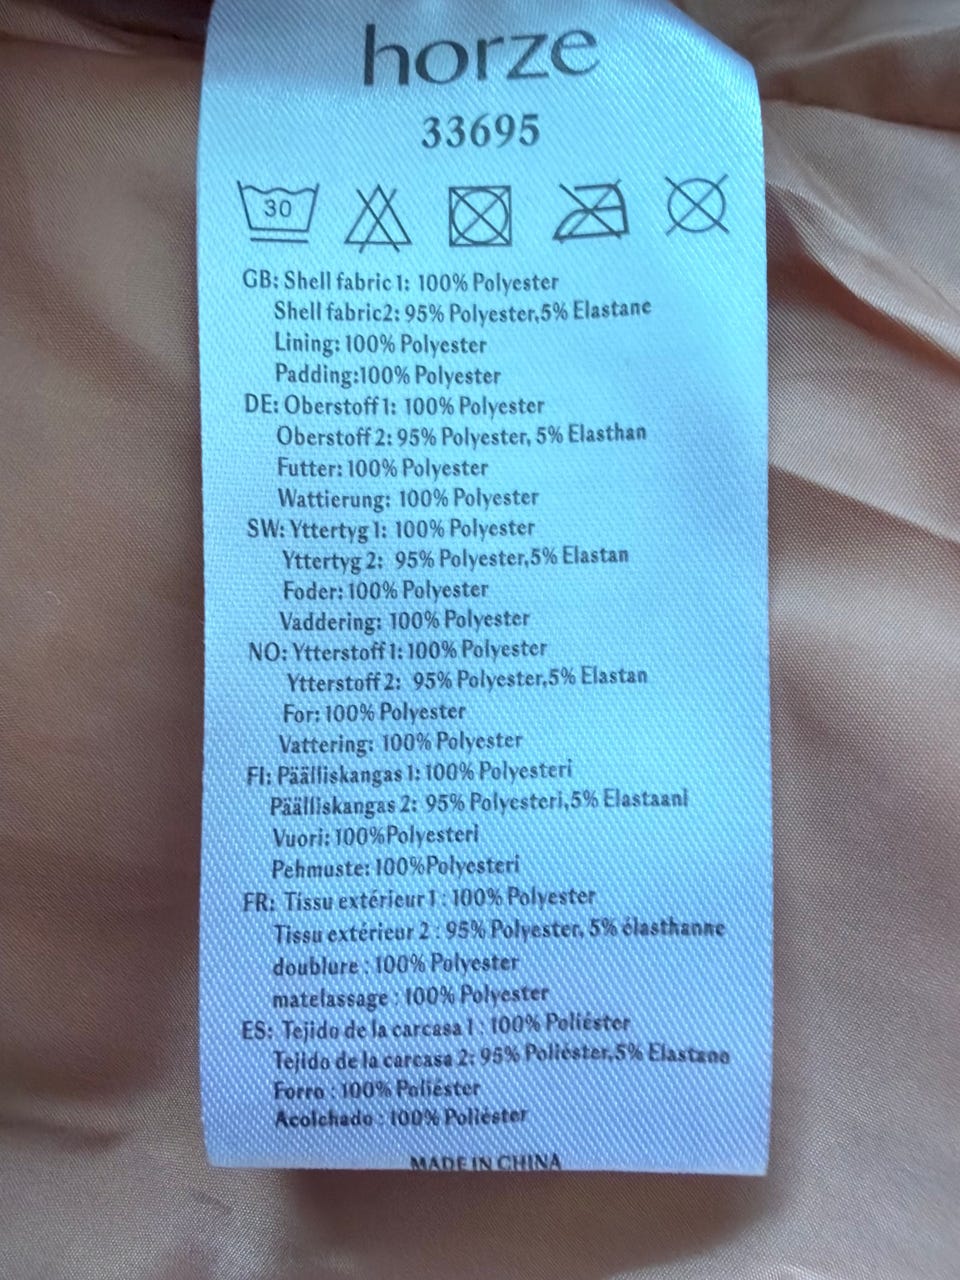 horze
33695
30
GB: Shell fabric 1: 100% Polyester
Shell fabric2: 95% Polyester,5% Elastane
Lining: 100% Polyester
Padding:100% Polyester
DE: Oberstoff 1: 100% Polyester
Oberstoff 2: 95% Polyester, 5% Elasthan
Futter: 100% Polyester
Wattierung: 100% Polyester
SW: Yttertyg 1: 100% Polyester
Yttertyg 2: 95% Polyester,5% Elastan
Foder: 100% Polyester
Vaddering: 100% Polyester
NO: Ytterstoff 1: 100% Polyester
Ytterstoff 2: 95% Polyester,5% Elastan
For: 100% Polyester
Vattering: 100% Polyester
FI: Päälliskangas 1: 100% Polyesteri
Päälliskangas 2: 95% Polyesteri,5% Elastaani
Vuori: 100%Polyesteri
Pehmuste: 100%Polyesteri
FR: Tissu extérieur 1 : 100% Polyester
Tissu extérieur 2 : 95% Polyester, 5% élasthanne
doublure : 100% Polyester
matelassage : 100% Polyester
ES: Tejido de la carcasa 1 : 100% Poliéster
Tejido de la carcasa 2: 95% Poliéster,5% Elastano
Forro : 100% Poliéster
Acolchado : 100% Poliéster
MADE IN CHINA